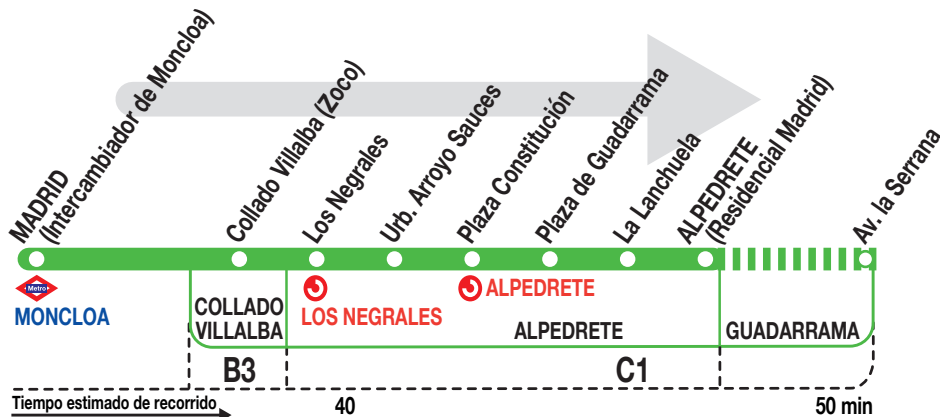 MADRID
(Intercambiador de Moncloa)
Collado Villalba (Zoco)
Los Negrales
Urb. Arroyo Sauces
Plaza Constitución
Plaza de Guadarrama
La Lanchuela
ALPEDRETE
(Residencial Madrid)
Av. la Serrana
Metro
MONCLOA
LOS NEGRALES
ALPEDRETE
COLLADO
VILLALBA
ALPEDRETE
GUADARRAMA
B3
C1
Tiempo estimado de recorrido
40
50 min